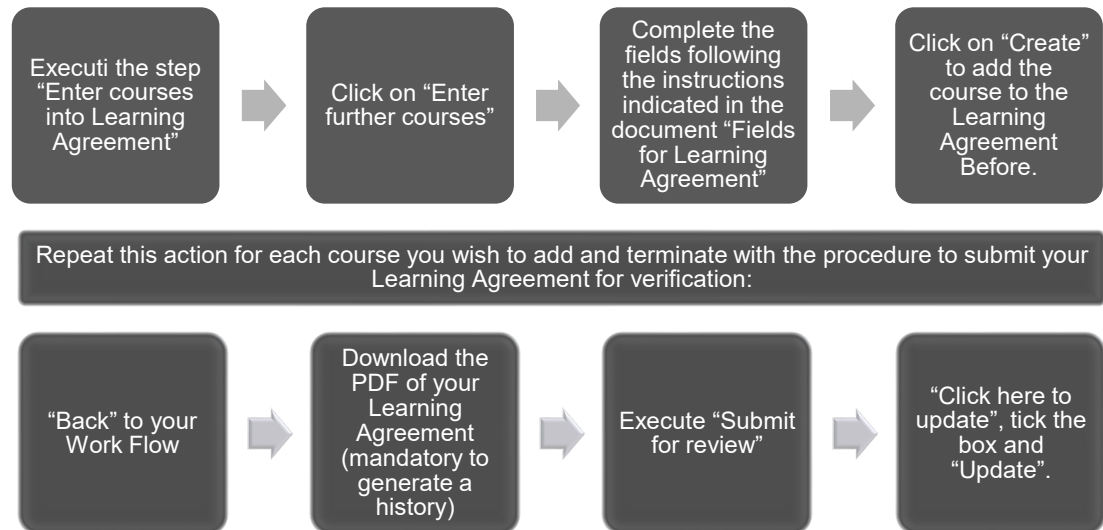 Executi the step
“Enter courses
into Learning
Agreement”
Click on “Enter
further courses”
Complete the
fields following
the instructions
indicated in the
document “Fields
for Learning
Agreement”
Click on “Create”
to add the
course to the
Learning
Agreement
Before.
Repeat this action for each course you wish to add and terminate with the procedure to submit your
Learning Agreement for verification:
“Back” to your
Work Flow
Download the
PDF of your
Learning
Agreement
(mandatory to
generate a
history)
Execute “Submit
for review”
“Click here to
update”, tick the
box and
“Update”.